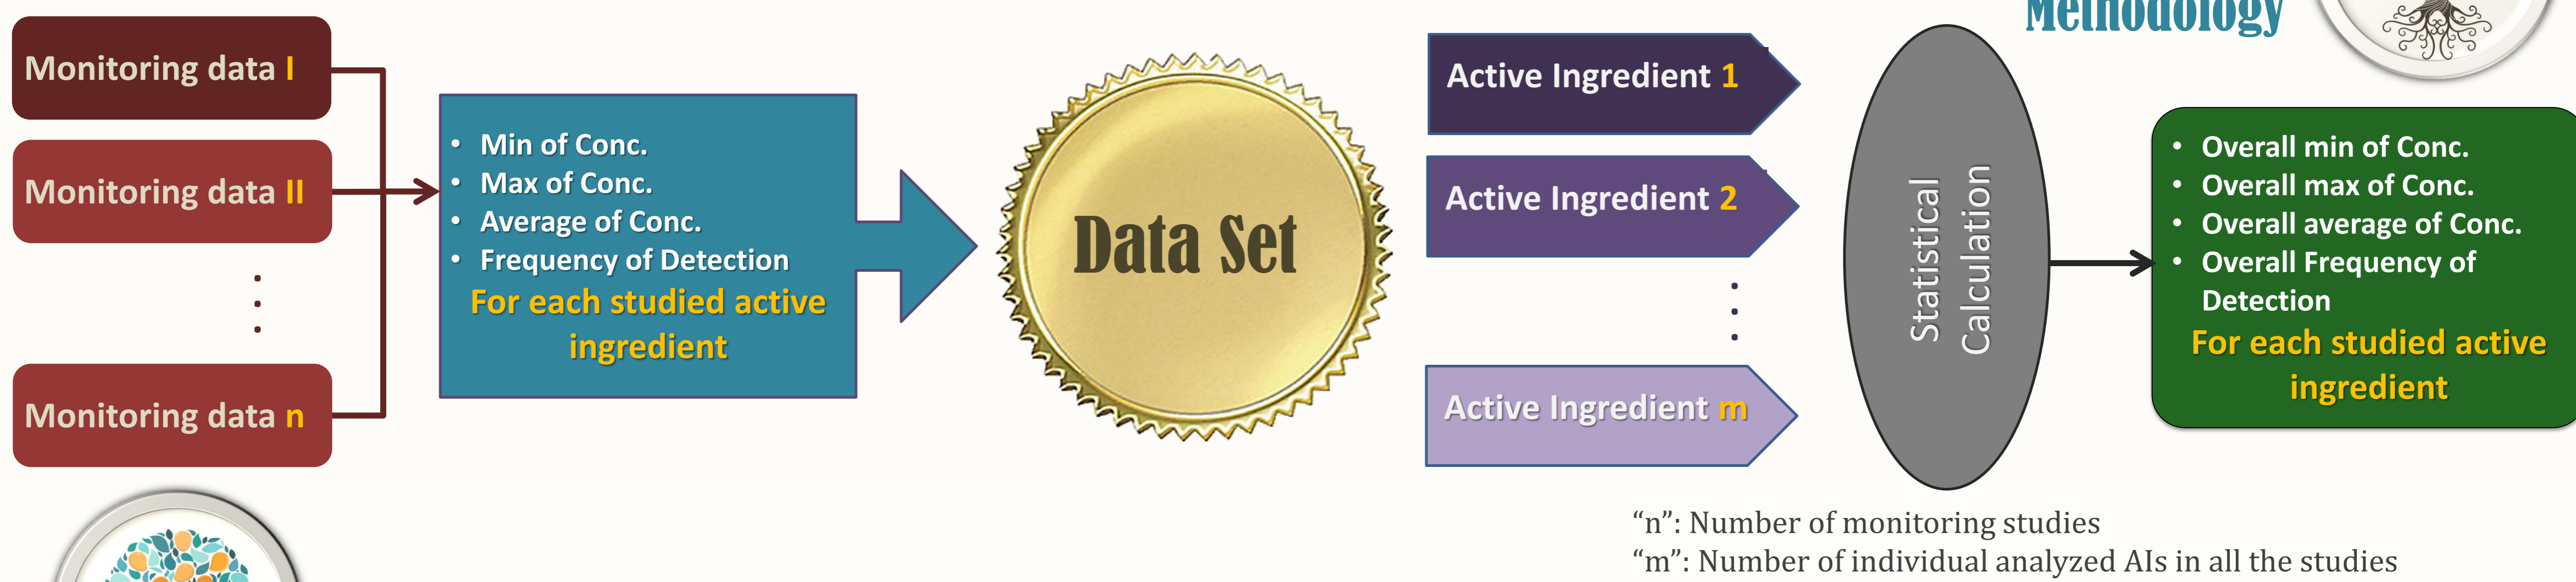 Methodology
Monitoring data I
Monitoring data II
Monitoring data n
• Min of Conc.
• Max of Conc.
• Average of Conc.
• Frequency of Detection
For each studied active
ingredient
Data Set
Active Ingredient 1
Active Ingredient 2
Active Ingredient m
Statistical
Calculation
• Overall min of Conc.
• Overall max of Conc.
• Overall average of Conc.
• Overall Frequency of
Detection
For each studied active
ingredient
“n”: Number of monitoring studies
“m”: Number of individual analyzed AIs in all the studies